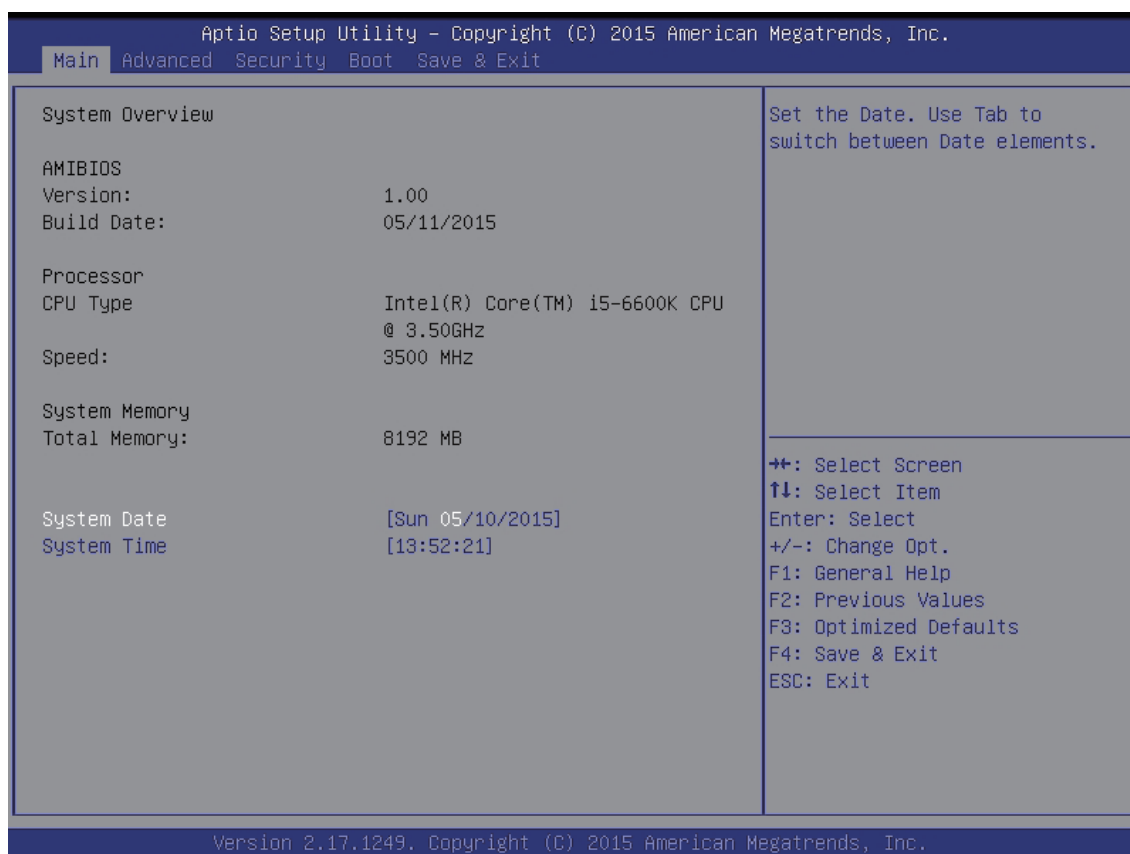 Aptio Setup Utility – Copyright (C) 2015 American Megatrends, Inc.
Main Advanced Security Boot Save & Exit
System Overview
AMIBIOS
Version: 1.00
Build Date: 05/11/2015
Processor
CPU Type Intel(R) Core(TM) i5-6600K CPU
@ 3.50GHz
Speed: 3500 MHz
System Memory
Total Memory: 8192 MB
System Date [Sun 05/10/2015]
System Time [13:52:21]
Set the Date. Use Tab to
switch between Date elements.
→←: Select Screen
↑↓: Select Item
Enter: Select
+/-: Change Opt.
F1: General Help
F2: Previous Values
F3: Optimized Defaults
F4: Save & Exit
ESC: Exit
Version 2.17.1249. Copyright (C) 2015 American Megatrends, Inc.